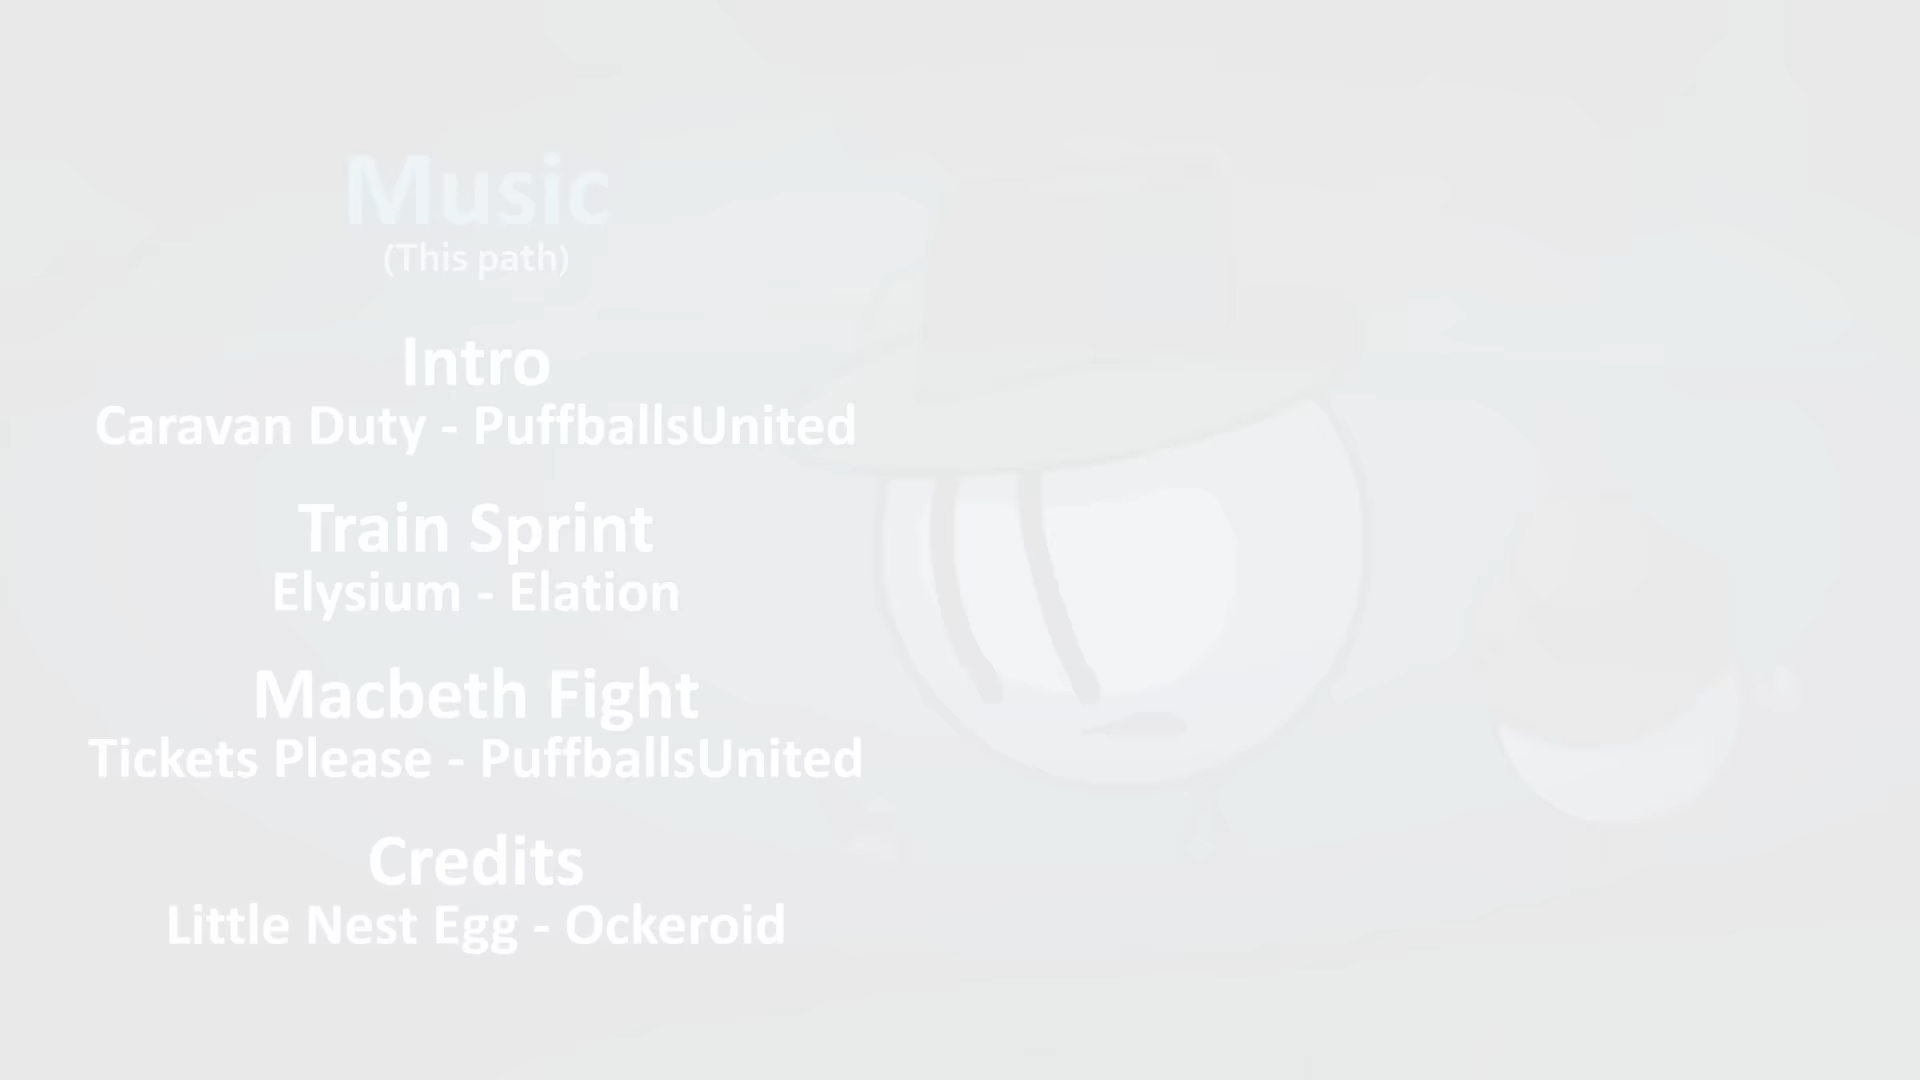 Music
(This path)
Intro
Caravan Duty - PuffballsUnited
Train Sprint
Elysium - Elation
Macbeth Fight
Tickets Please - PuffballsUnited
Credits
Little Nest Egg - Ockeroid